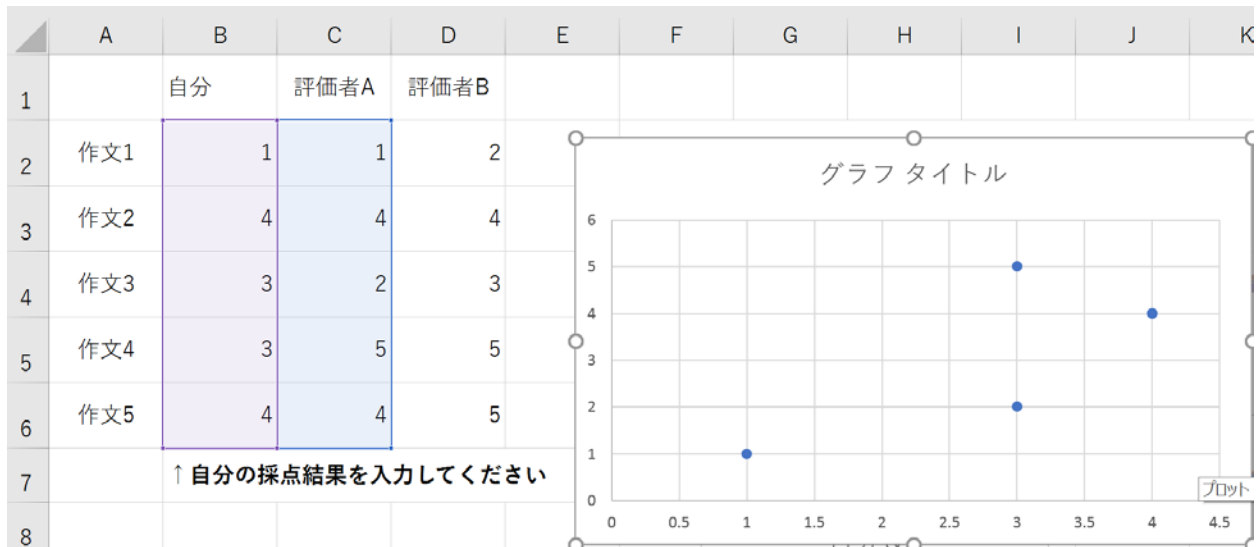 A B C D E F G H I J K
1 自分 評価者A 評価者B
2 作文1 1 1 2
3 作文2 4 4 4
4 作文3 3 2 3
5 作文4 3 5 5
6 作文5 4 4 5
7 ↑自分の採点結果を入力してください
8
グラフ タイトル
6
5
4
3
2
1
0
0 0.5 1 1.5 2 2.5 3 3.5 4 4.5
プロット